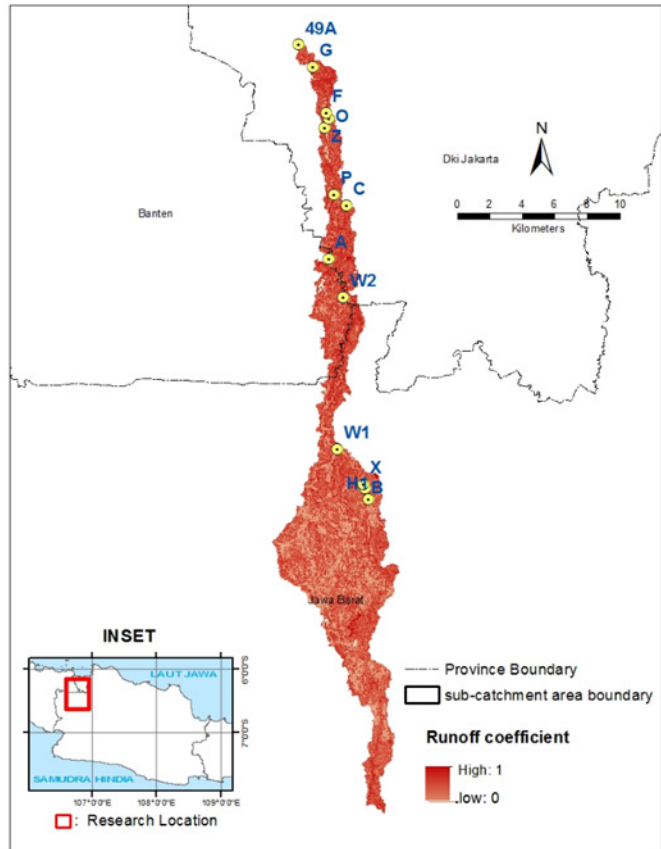 49A
G
F
O
Z
N
Dki Jakarta
P
C
Banten
0 2 4 6 8 10
Kilometers
A
W2
W1
X
H1
B
Jawa Barat
INSET
LAUT JAWA
6°0'0"S
7°0'0"S
SAMUDRA HINDIA
107°0'0"E 108°0'0"E 109°0'0"E
: Research Location
Province Boundary
sub-catchment area boundary
Runoff coefficient
High: 1
low: 0